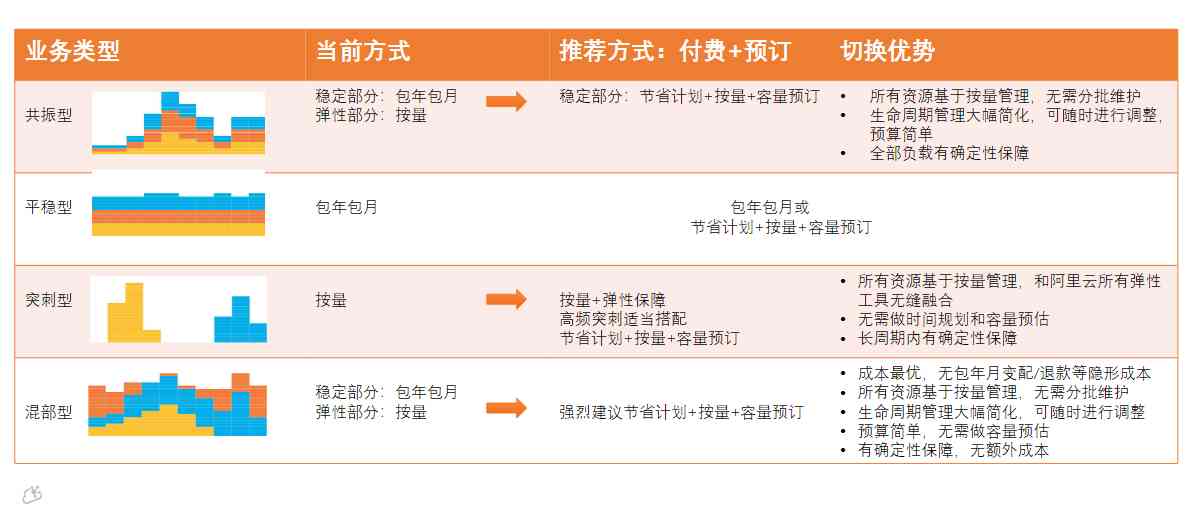 业务类型 当前方式 推荐方式：付费+预订 切换优势
共振型
稳定部分：包年包月
弹性部分：按量
稳定部分：节省计划+按量+容量预订
• 所有资源基于按量管理，无需分批维护
• 生命周期管理大幅简化，可随时进行调整，
预算简单
• 全部负载有确定性保障
平稳型
包年包月
包年包月或
节省计划+按量+容量预订
突刺型
按量
按量+弹性保障
高频突刺适当搭配
节省计划+按量+容量预订
• 所有资源基于按量管理，和阿里云所有弹性
工具无缝融合
• 无需做时间规划和容量预估
• 长周期内有确定性保障
混部型
稳定部分：包年包月
弹性部分：按量
强烈建议节省计划+按量+容量预订
• 成本最优，无包年月变配/退款等隐形成本
• 所有资源基于按量管理，无需分批维护
• 生命周期管理大幅简化，可随时进行调整
• 预算简单，无需做容量预估
• 有确定性保障，无额外成本